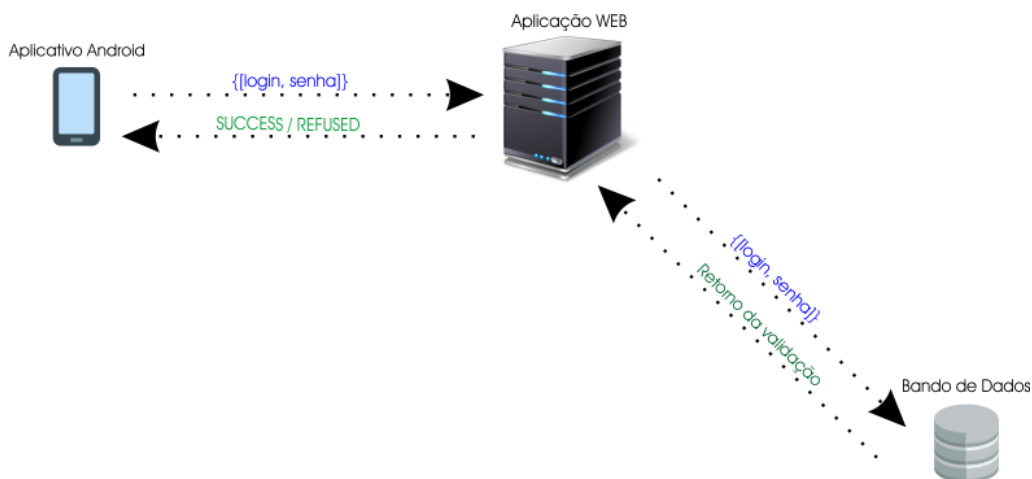 Aplicação WEB
Aplicativo Android
{[login, senha]}
SUCCESS / REFUSED
{[login, senha]}
Retorno da validação
Bando de Dados